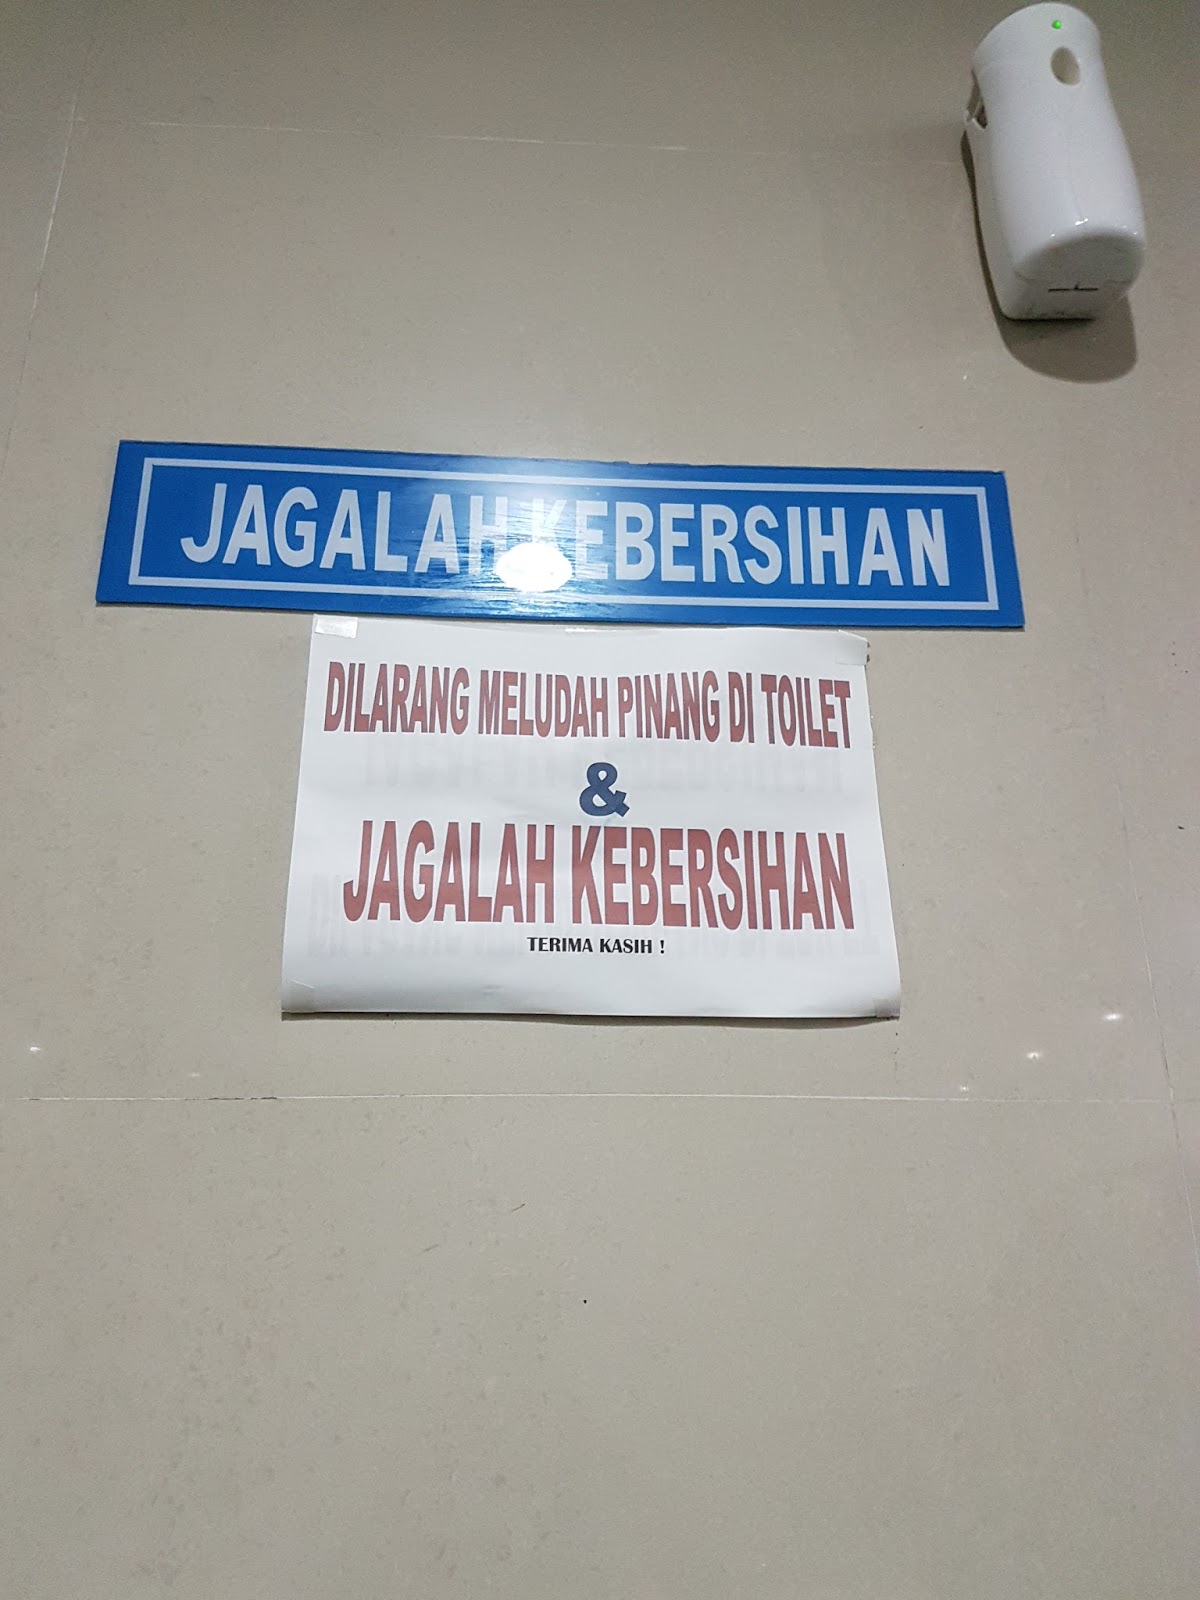 JAGALAH KEBERSIHAN
DILARANG MELUDAH PINANG DI TOILET
&
JAGALAH KEBERSIHAN
TERIMA KASIH !